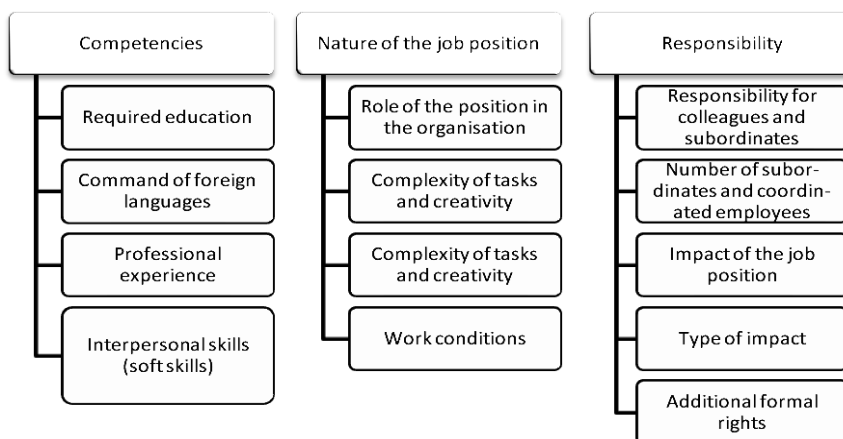 Competencies
Required education
Command of foreign
languages
Professional
experience
Interpersonal skills
(soft skills)
Nature of the job position
Role of the position in
the organisation
Complexity of tasks
and creativity
Complexity of tasks
and creativity
Work conditions
Responsibility
Responsibility for
colleagues and
subordinates
Number of subor-
dinates and coordin-
ated employees
Impact of the job
position
Type of impact
Additional formal
rights